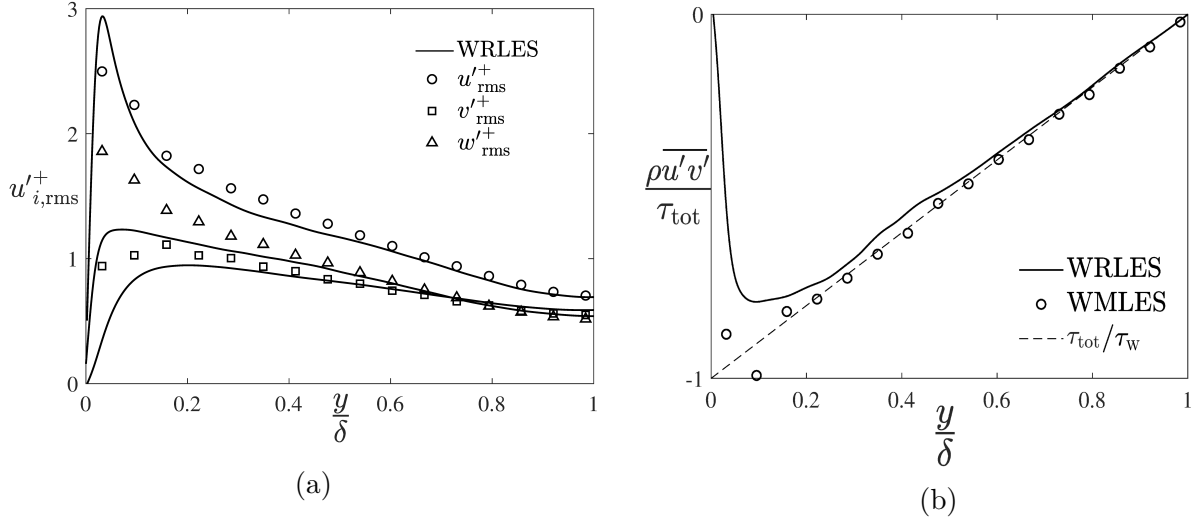 3
2
1
0
0
0.2
0.4
0.6
0.8
1
u′⁺ᵢ,rms
y/δ
WRLES
u′⁺rms
v′⁺rms
w′⁺rms
(a)
0
-1
0
0.2
0.4
0.6
0.8
1
ρu′v′/τtot
y/δ
WRLES
WMLES
τtot/τw
(b)